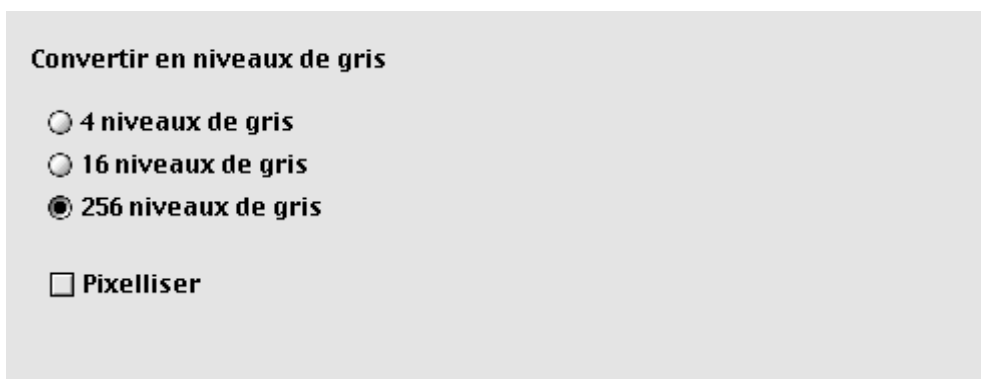 Convertir en niveaux de gris
4 niveaux de gris
16 niveaux de gris
256 niveaux de gris
Pixelliser